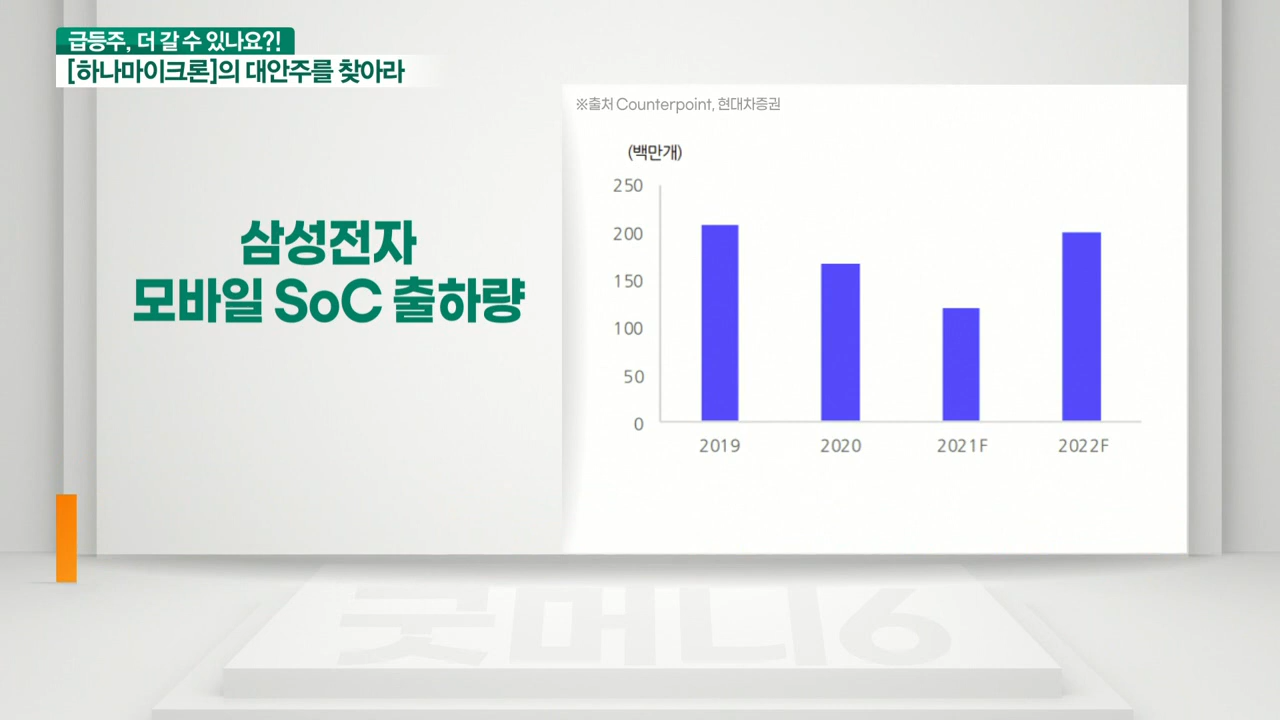 급등주, 더 갈 수 있나요?!
[하나마이크론]의 대안주를 찾아라
※출처 Counterpoint, 현대차증권
삼성전자
모바일 SoC 출하량
(백만개)
250
200
150
100
50
0
2019 2020 2021F 2022F
굿머니6